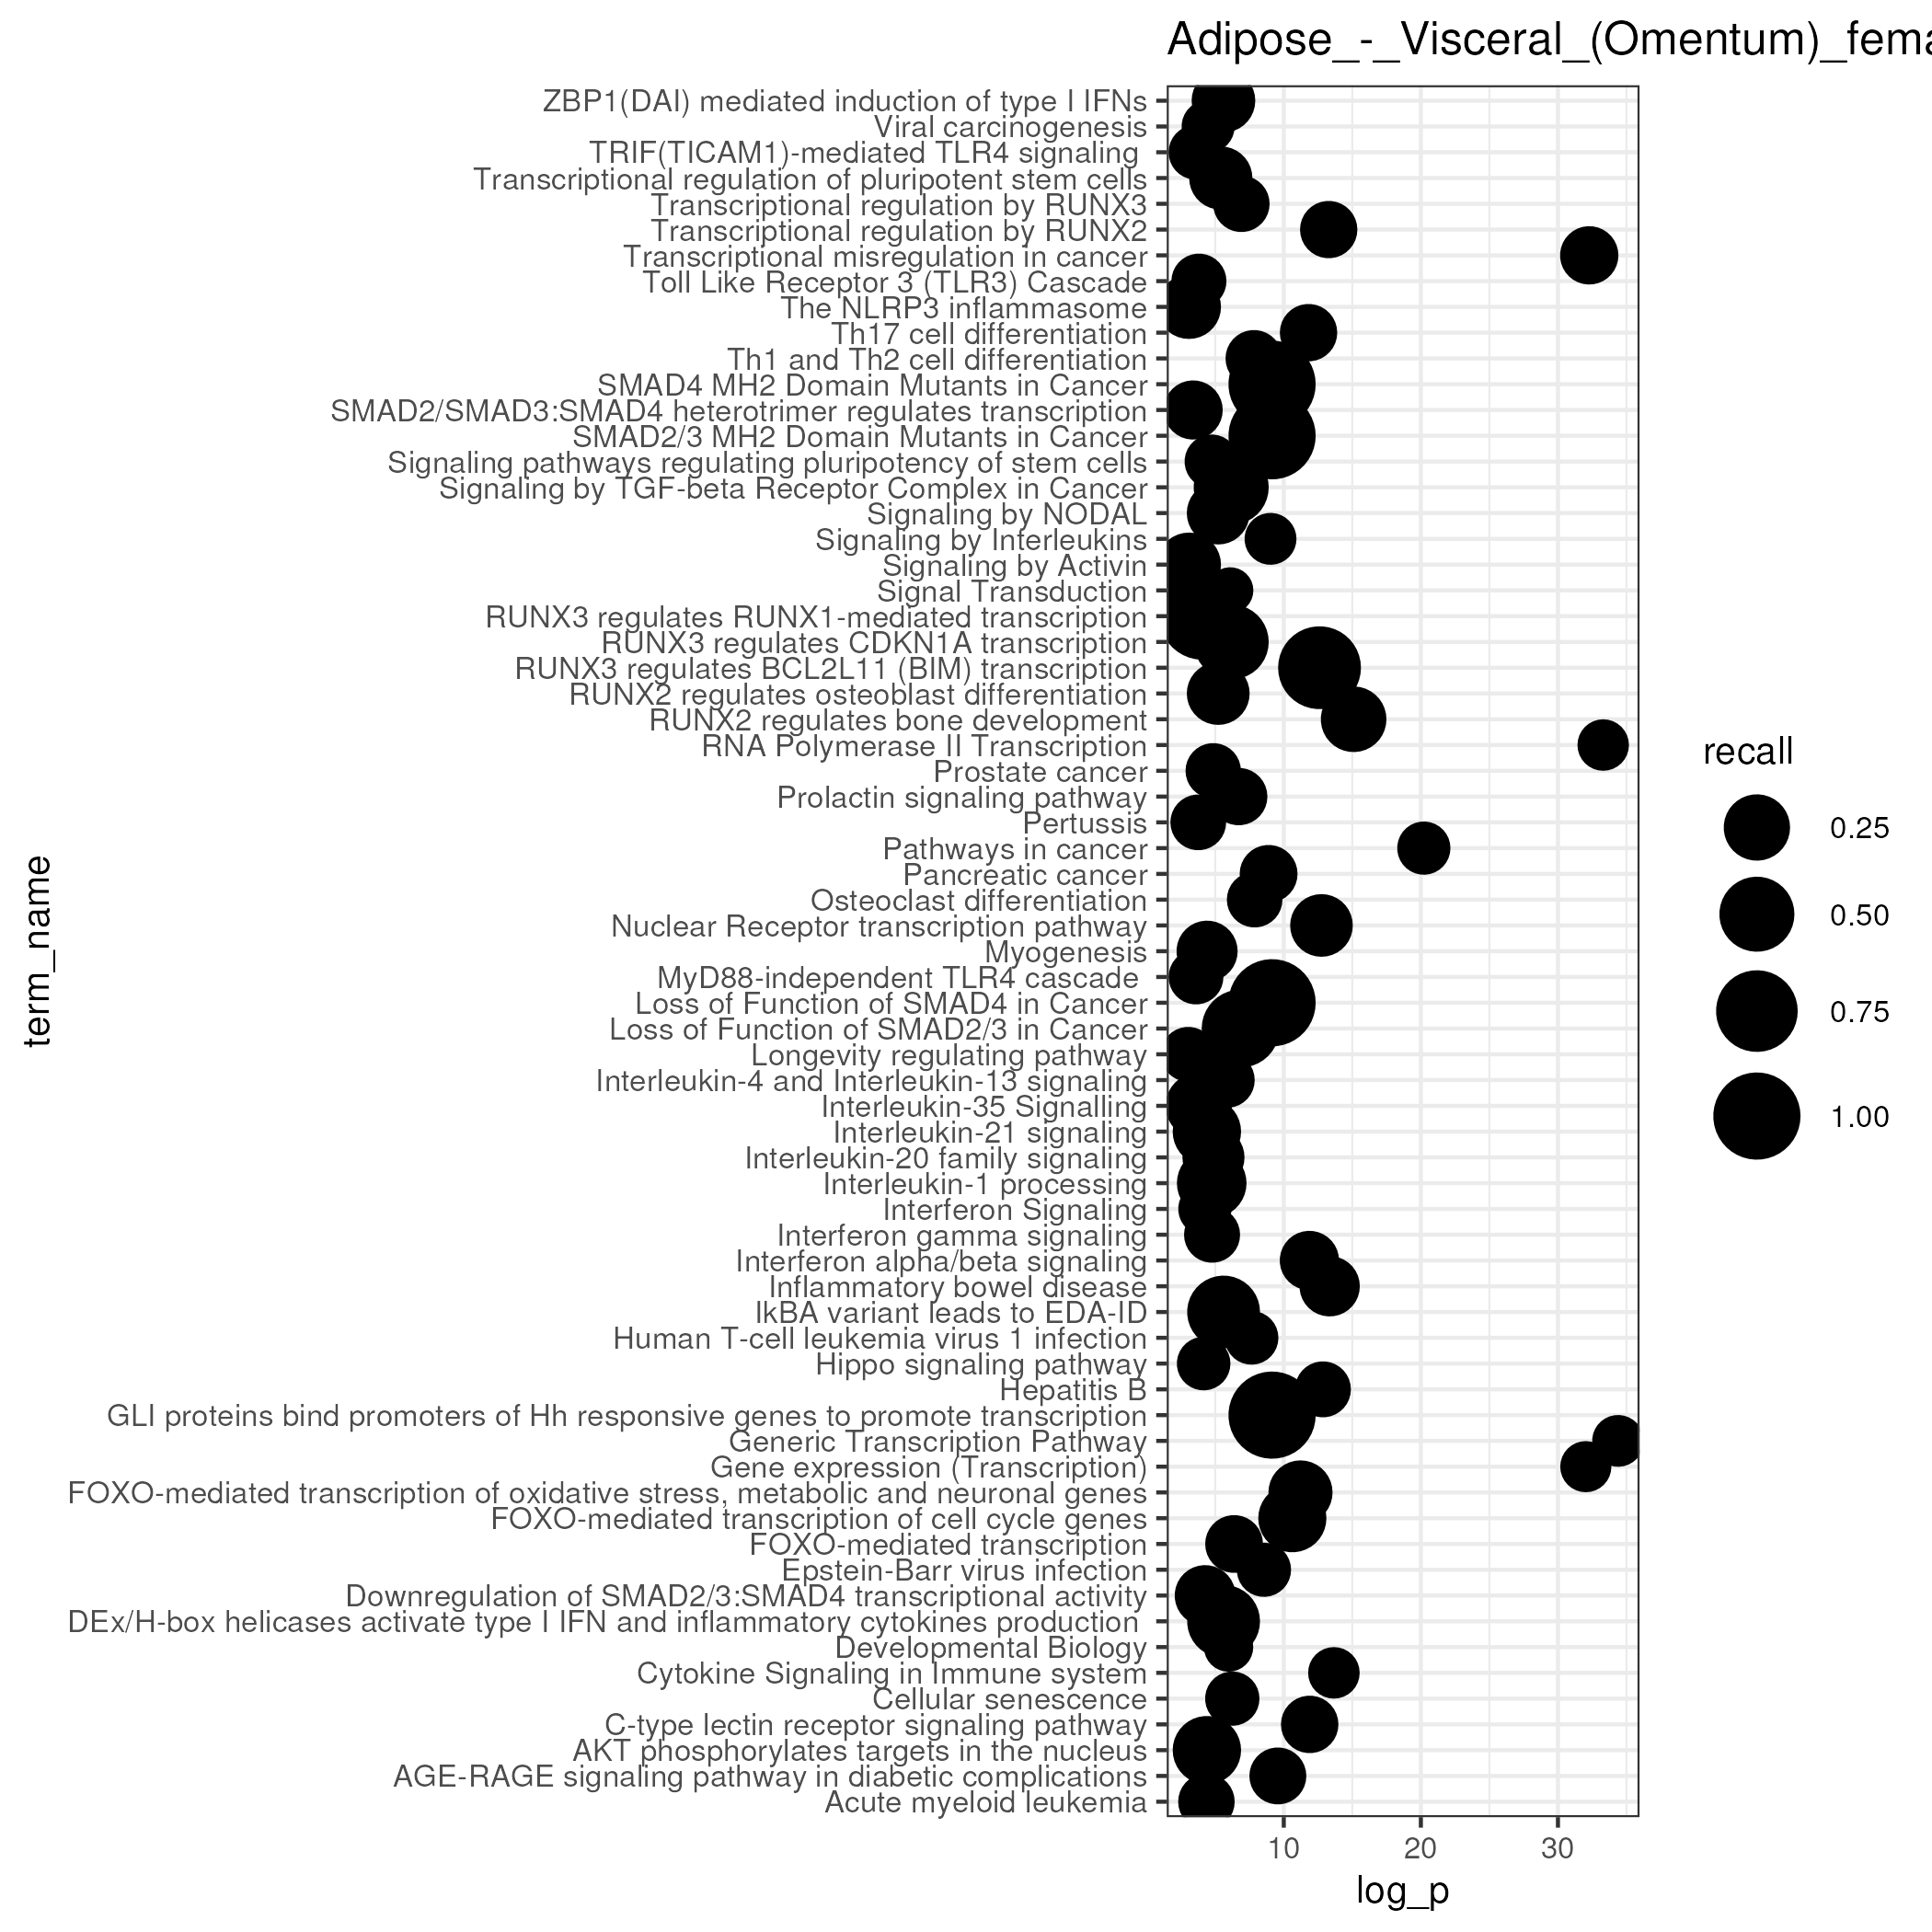 Adipose_-_Visceral_(Omentum)_fema
ZBP1(DAI) mediated induction of type I IFNs
Viral carcinogenesis
TRIF(TICAM1)-mediated TLR4 signaling
Transcriptional regulation of pluripotent stem cells
Transcriptional regulation by RUNX3
Transcriptional regulation by RUNX2
Transcriptional misregulation in cancer
Toll Like Receptor 3 (TLR3) Cascade
The NLRP3 inflammasome
Th17 cell differentiation
Th1 and Th2 cell differentiation
SMAD4 MH2 Domain Mutants in Cancer
SMAD2/SMAD3:SMAD4 heterotrimer regulates transcription
SMAD2/3 MH2 Domain Mutants in Cancer
Signaling pathways regulating pluripotency of stem cells
Signaling by TGF-beta Receptor Complex in Cancer
Signaling by NODAL
Signaling by Interleukins
Signaling by Activin
Signal Transduction
RUNX3 regulates RUNX1-mediated transcription
RUNX3 regulates CDKN1A transcription
RUNX3 regulates BCL2L11 (BIM) transcription
RUNX2 regulates osteoblast differentiation
RUNX2 regulates bone development
RNA Polymerase II Transcription
Prostate cancer
Prolactin signaling pathway
Pertussis
Pathways in cancer
Pancreatic cancer
Osteoclast differentiation
Nuclear Receptor transcription pathway
Myogenesis
MyD88-independent TLR4 cascade
Loss of Function of SMAD4 in Cancer
Loss of Function of SMAD2/3 in Cancer
Longevity regulating pathway
Interleukin-4 and Interleukin-13 signaling
Interleukin-35 Signalling
Interleukin-21 signaling
Interleukin-20 family signaling
Interleukin-1 processing
Interferon Signaling
Interferon gamma signaling
Interferon alpha/beta signaling
Inflammatory bowel disease
IkBA variant leads to EDA-ID
Human T-cell leukemia virus 1 infection
Hippo signaling pathway
Hepatitis B
GLI proteins bind promoters of Hh responsive genes to promote transcription
Generic Transcription Pathway
Gene expression (Transcription)
FOXO-mediated transcription of oxidative stress, metabolic and neuronal genes
FOXO-mediated transcription of cell cycle genes
FOXO-mediated transcription
Epstein-Barr virus infection
Downregulation of SMAD2/3:SMAD4 transcriptional activity
DEx/H-box helicases activate type I IFN and inflammatory cytokines production
Developmental Biology
Cytokine Signaling in Immune system
Cellular senescence
C-type lectin receptor signaling pathway
AKT phosphorylates targets in the nucleus
AGE-RAGE signaling pathway in diabetic complications
Acute myeloid leukemia
term_name
10 20 30
log_p
recall
0.25
0.50
0.75
1.00